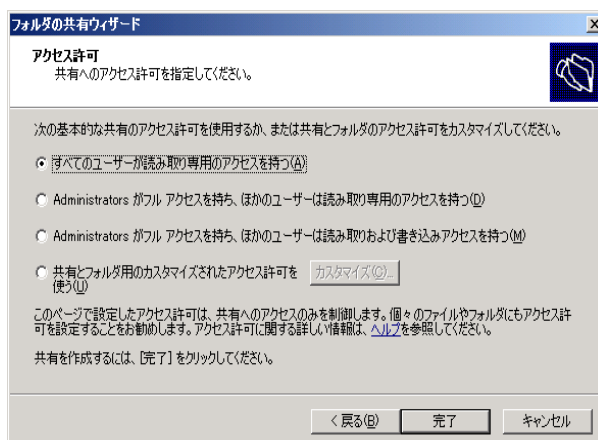 フォルダの共有ウィザード
アクセス許可
共有へのアクセス許可を指定してください。
次の基本的な共有のアクセス許可を使用するか、または共有とフォルダのアクセス許可をカスタマイズしてください。
すべてのユーザーが読み取り専用のアクセスを持つ(A)
Administrators がフル アクセスを持ち、ほかのユーザーは読み取り専用のアクセスを持つ(D)
Administrators がフル アクセスを持ち、ほかのユーザーは読み取りおよび書き込みアクセスを持つ(M)
共有とフォルダ用のカスタマイズされたアクセス許可を カスタマイズ(C)...
使う(U)
このページで設定したアクセス許可は、共有へのアクセスのみを制御します。個々のファイルやフォルダにもアクセス許
可を設定することをお勧めします。アクセス許可に関する詳しい情報は、ヘルプを参照してください。
共有を作成するには、[完了] をクリックしてください。
< 戻る(B) 完了 キャンセル